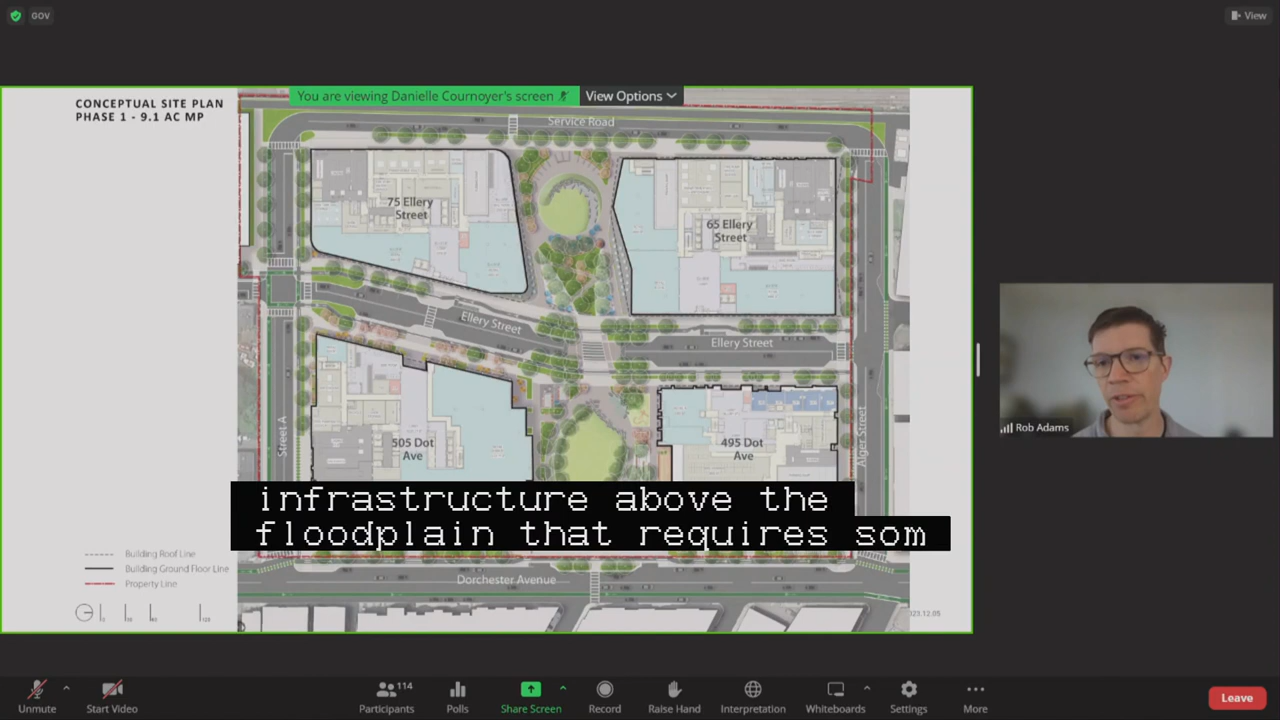 GOV
View
You are viewing Danielle Cournoyer's screen
View Options
CONCEPTUAL SITE PLAN
PHASE 1 - 9.1 AC MP
Service Road
75 Ellery
Street
65 Ellery
Street
Ellery Street
Ellery Street
Street A
505 Dot
Ave
495 Dot
Ave
Alger Street
Rob Adams
infrastructure above the
floodplain that requires som
Building Roof Line
Building Ground Floor Line
Property Line
Dorchester Avenue
023.12.05
Unmute
Start Video
114
Participants
Polls
Share Screen
Record
Raise Hand
Interpretation
Whiteboards
Settings
More
Leave